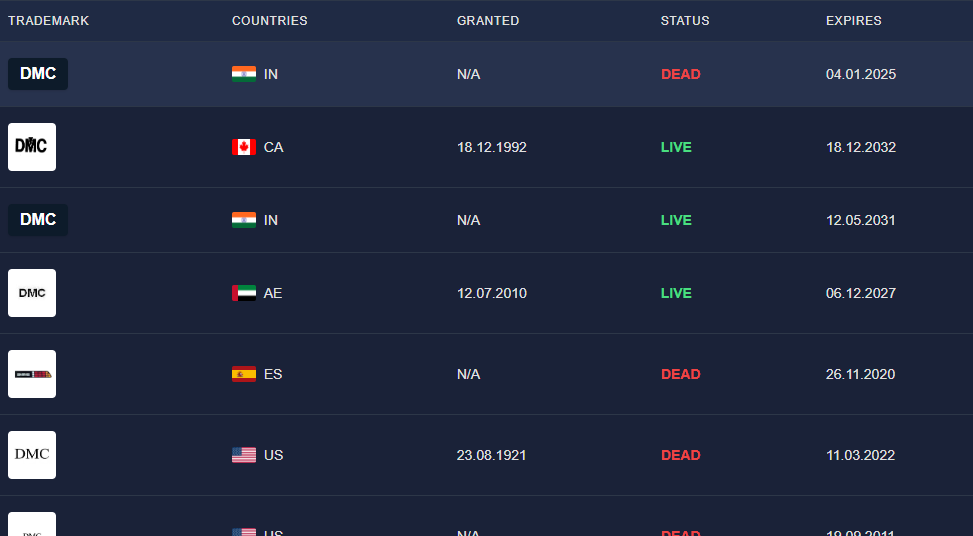 TRADEMARK COUNTRIES GRANTED STATUS EXPIRES
DMC IN N/A DEAD 04.01.2025
DMC CA 18.12.1992 LIVE 18.12.2032
DMC IN N/A LIVE 12.05.2031
DMC AE 12.07.2010 LIVE 06.12.2027
ES N/A DEAD 26.11.2020
DMC US 23.08.1921 DEAD 11.03.2022
DMC US N/A DEAD 19.09.2011